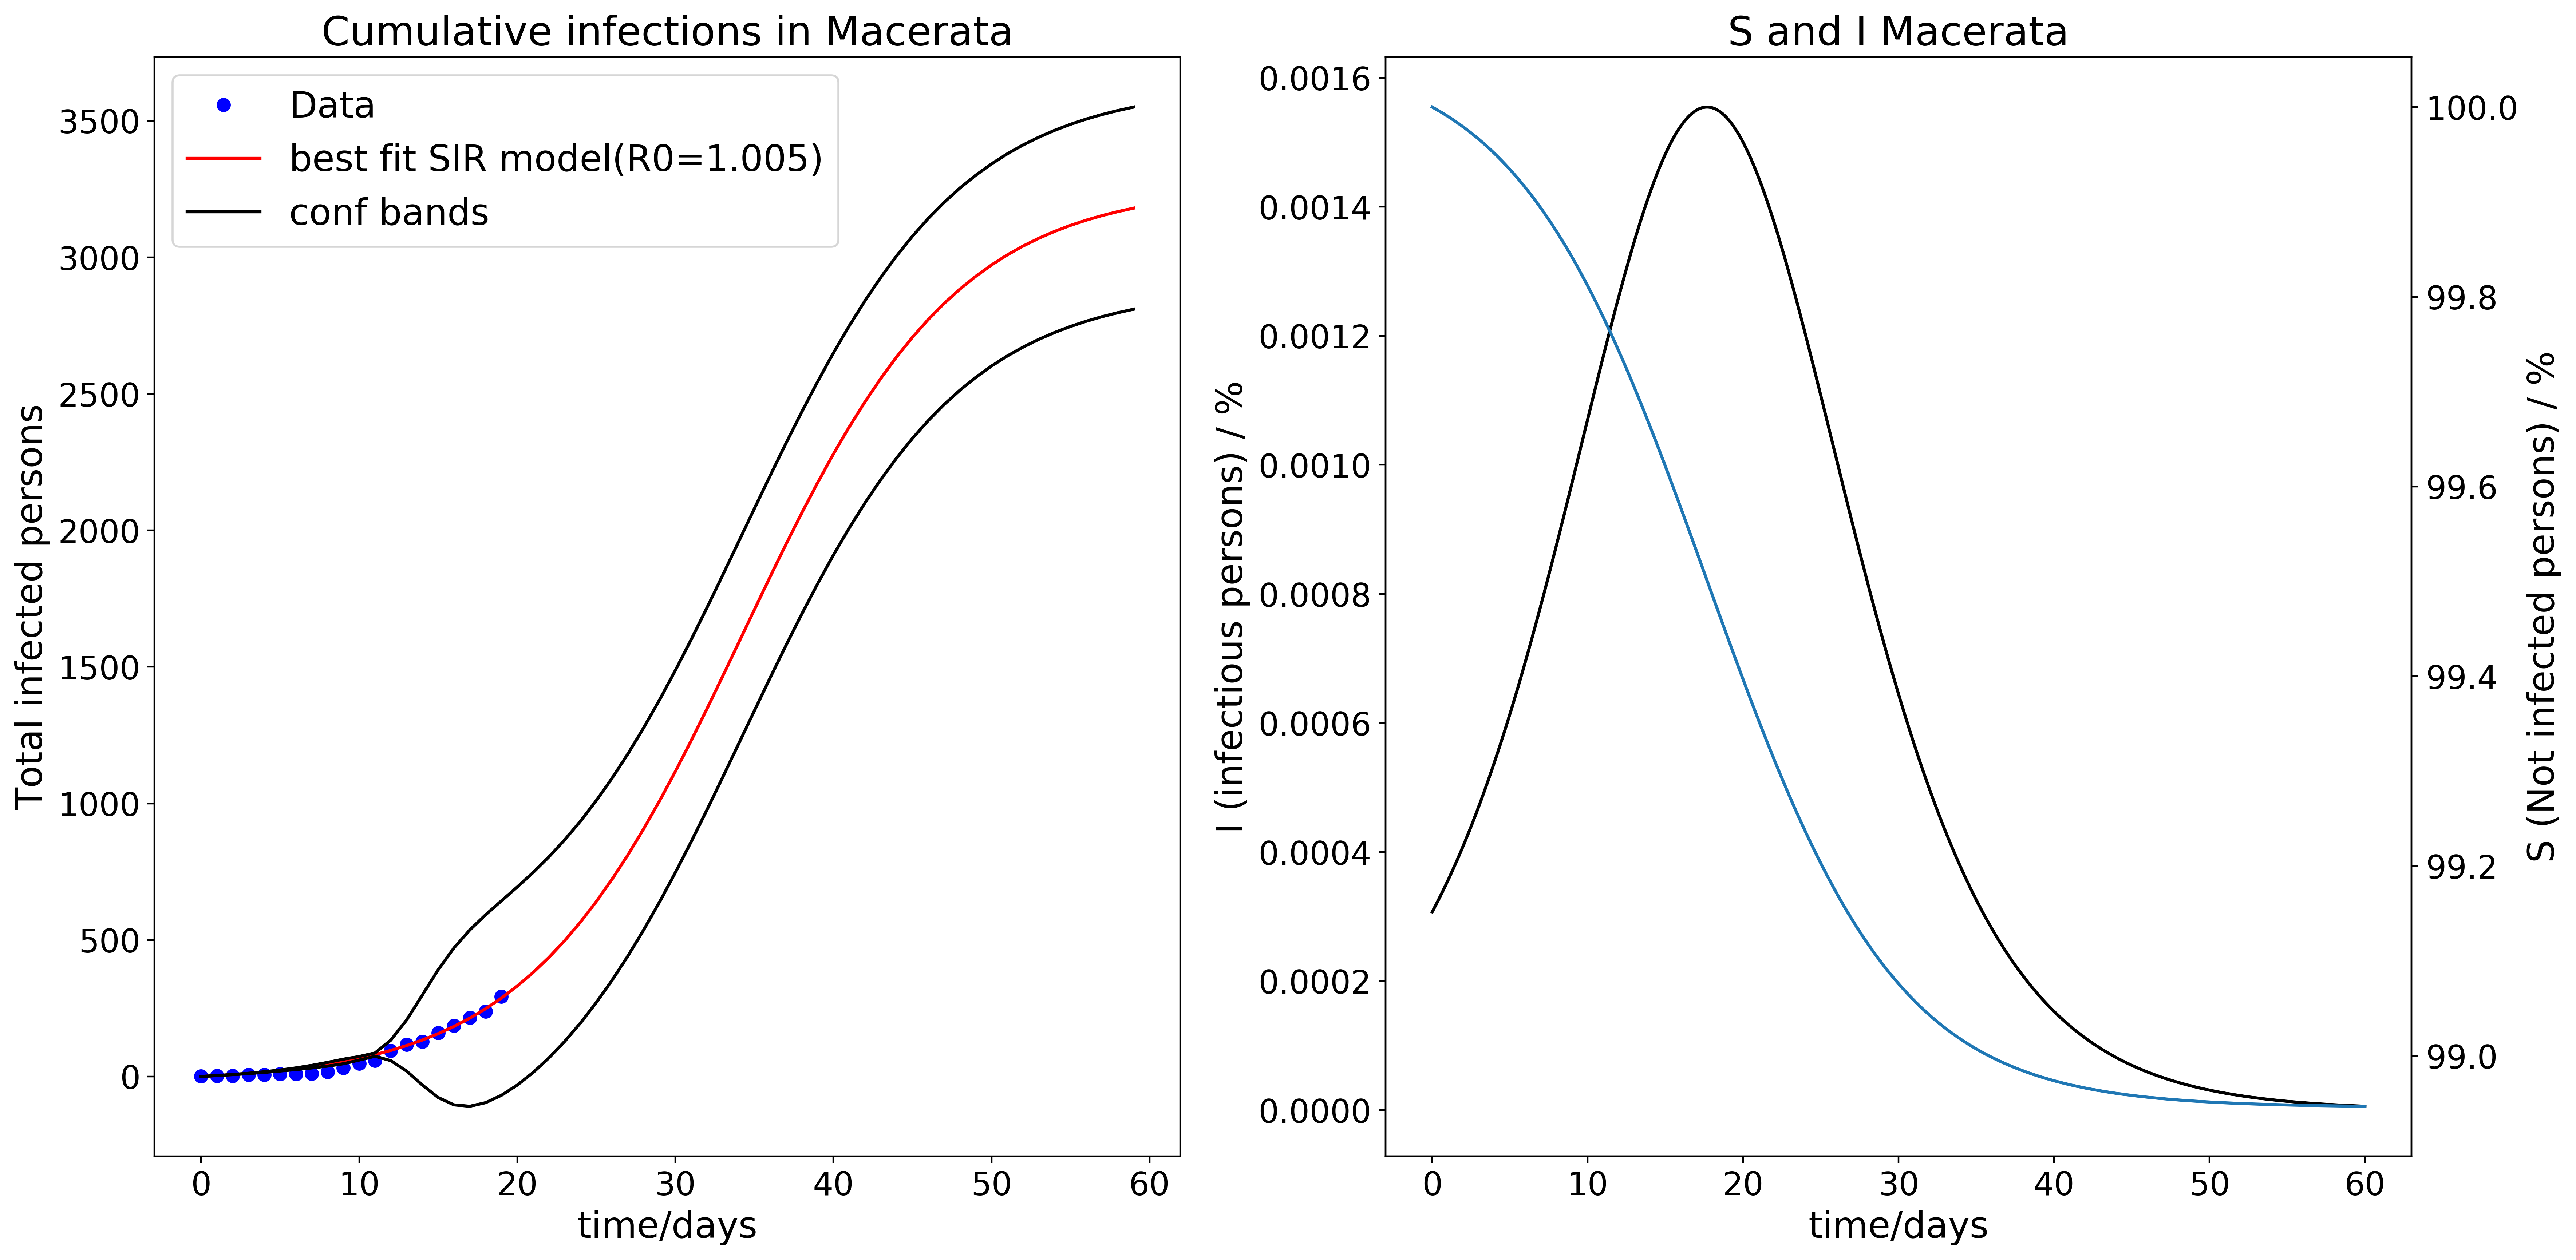 Cumulative infections in Macerata
Data
best fit SIR model(R0=1.005)
conf bands
3500
3000
2500
2000
1500
1000
500
0
Total infected persons
0 10 20 30 40 50 60
time/days
S and I Macerata
0.0016
0.0014
0.0012
0.0010
0.0008
0.0006
0.0004
0.0002
0.0000
I (infectious persons) / %
100.0
99.8
99.6
99.4
99.2
99.0
S (Not infected persons) / %
0 10 20 30 40 50 60
time/days